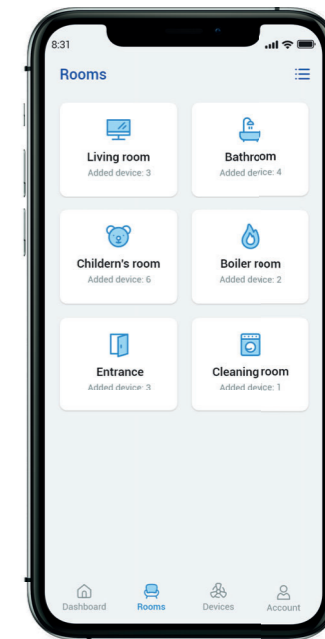 8:31
Rooms
Living room
Added device: 3
Bathroom
Added device: 4
Childern's room
Added device: 6
Boiler room
Added device: 2
Entrance
Added device: 3
Cleaning room
Added device: 1
Dashboard
Rooms
Devices
Account